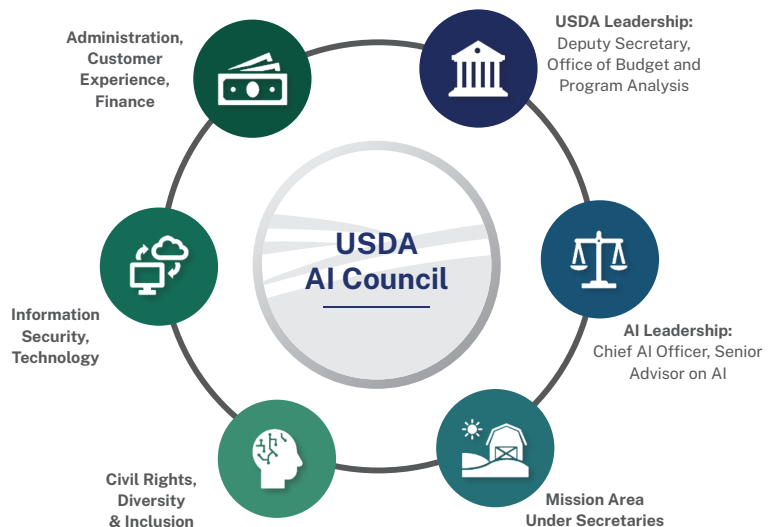 USDA Leadership:
Deputy Secretary,
Office of Budget and
Program Analysis
AI Leadership:
Chief AI Officer, Senior
Advisor on AI
Mission Area
Under Secretaries
Civil Rights,
Diversity
& Inclusion
Information
Security,
Technology
Administration,
Customer
Experience,
Finance
USDA
AI Council